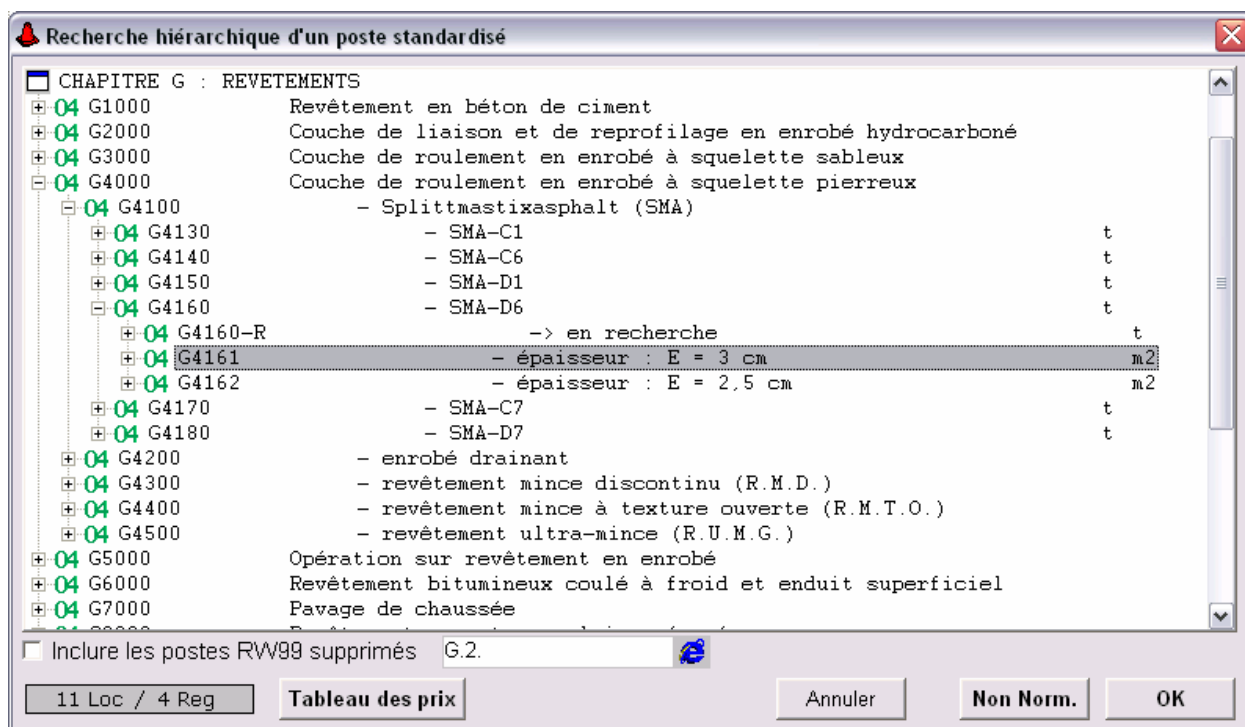 Recherche hiérarchique d'un poste standardisé
CHAPITRE G : REVETEMENTS
04 G1000 Revêtement en béton de ciment
04 G2000 Couche de liaison et de reprofilage en enrobé hydrocarboné
04 G3000 Couche de roulement en enrobé à squelette sableux
04 G4000 Couche de roulement en enrobé à squelette pierreux
04 G4100 - Splittmastixasphalt (SMA)
04 G4130 - SMA-C1 t
04 G4140 - SMA-C6 t
04 G4150 - SMA-D1 t
04 G4160 - SMA-D6 t
04 G4160-R -> en recherche t
04 G4161 - épaisseur : E = 3 cm m2
04 G4162 - épaisseur : E = 2,5 cm m2
04 G4170 - SMA-C7 t
04 G4180 - SMA-D7 t
04 G4200 - enrobé drainant
04 G4300 - revêtement mince discontinu (R.M.D.)
04 G4400 - revêtement mince à texture ouverte (R.M.T.O.)
04 G4500 - revêtement ultra-mince (R.U.M.G.)
04 G5000 Opération sur revêtement en enrobé
04 G6000 Revêtement bitumineux coulé à froid et enduit superficiel
04 G7000 Pavage de chaussée
Inclure les postes RW99 supprimés G.2.
11 Loc / 4 Reg Tableau des prix Annuler Non Norm. OK